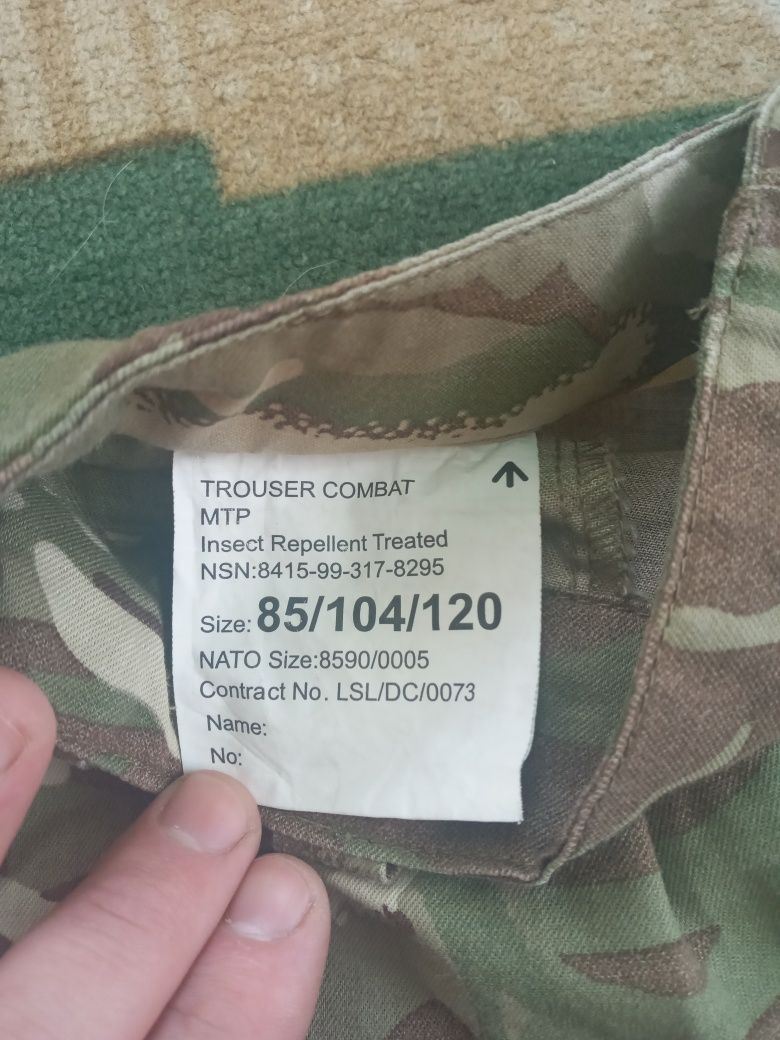 TROUSER COMBAT
MTP
Insect Repellent Treated
NSN:8415-99-317-8295
Size: 85/104/120
NATO Size:8590/0005
Contract No. LSL/DC/0073
Name:
No: